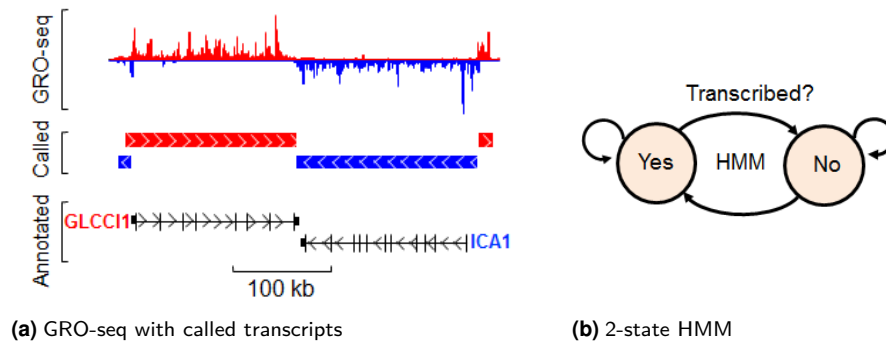 GRO-seq
Called
Annotated
GLCCI1
ICA1
100 kb
(a) GRO-seq with called transcripts
Transcribed?
Yes
HMM
No
(b) 2-state HMM